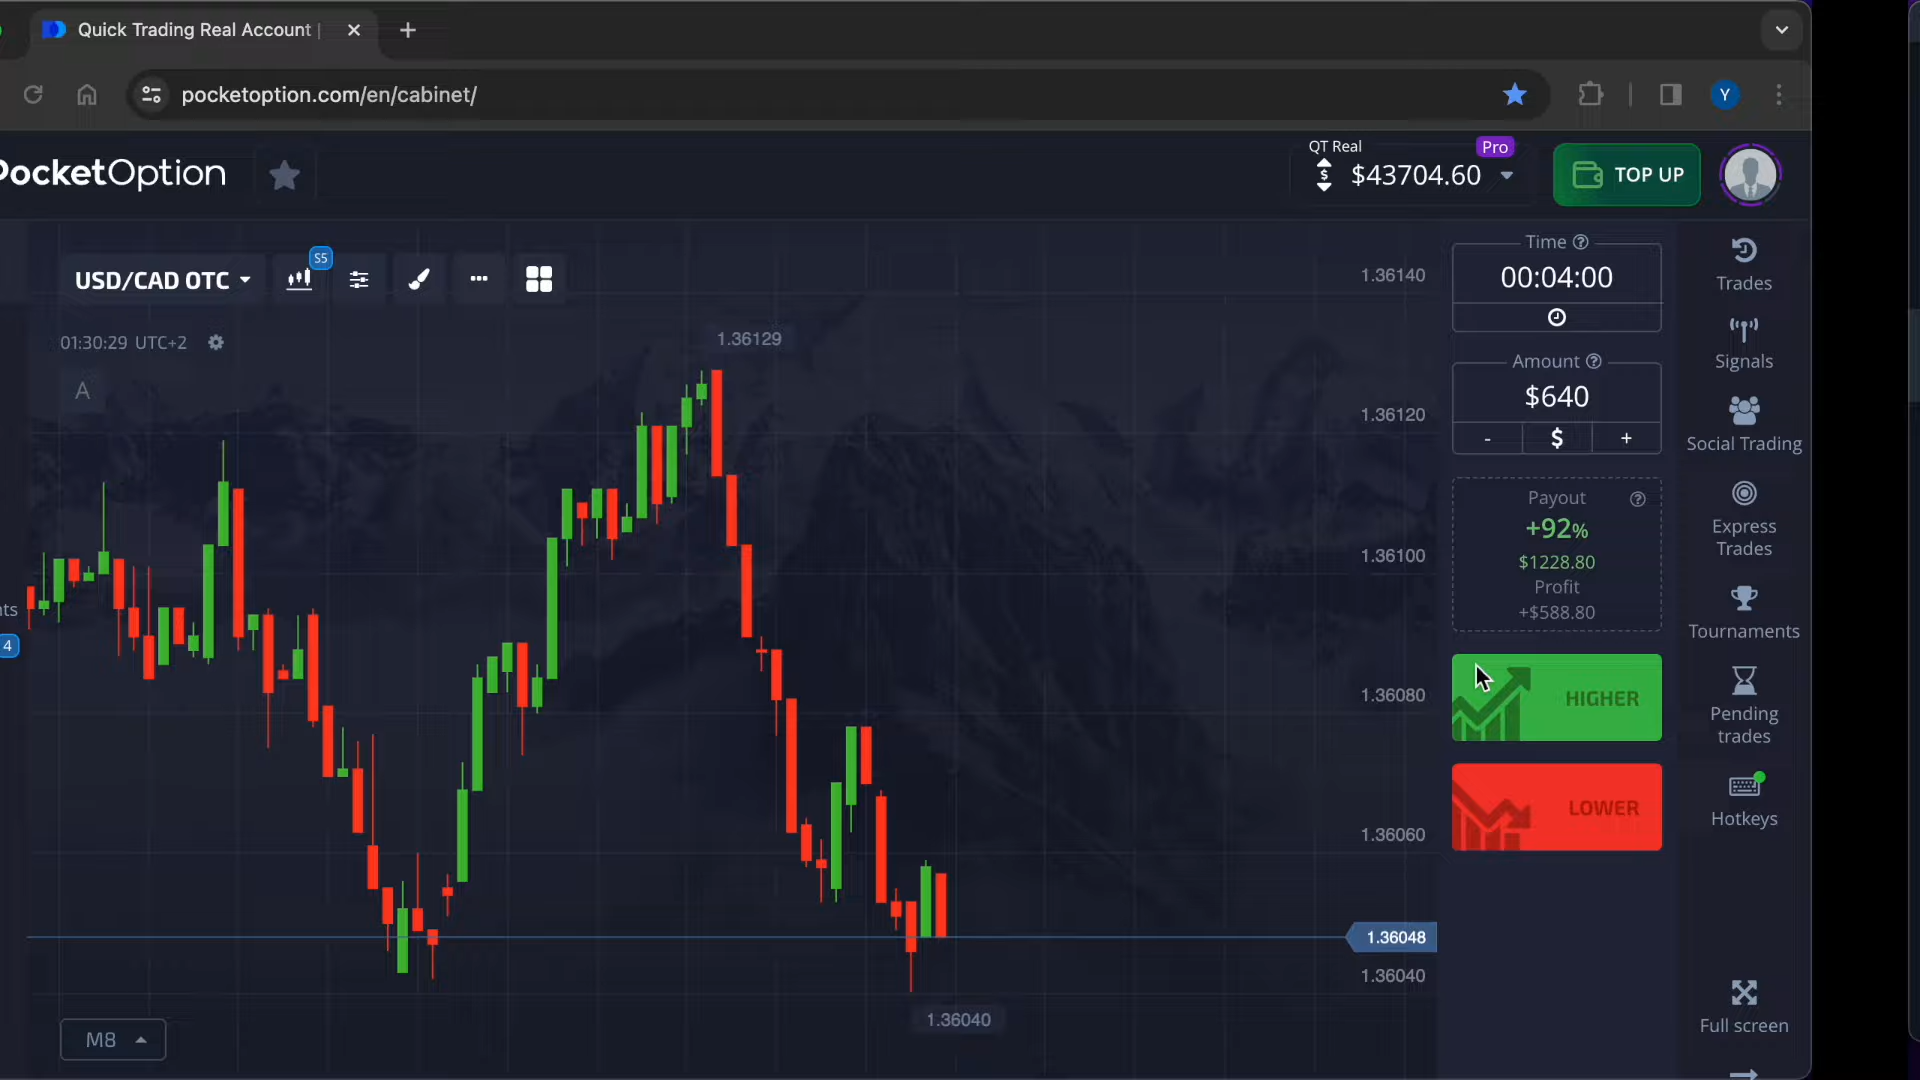 Quick Trading Real Account |
pocketoption.com/en/cabinet/
Y
PocketOption
QT Real
Pro
$43704.60
TOP UP
USD/CAD OTC
S5
01:30:29 UTC+2
A
1.36129
1.36140
1.36120
1.36100
1.36080
1.36060
1.36048
1.36040
1.36040
M8
4
Time
00:04:00
Amount
$640
- $ +
Payout
+92%
$1228.80
Profit
+$588.80
HIGHER
LOWER
Trades
Signals
Social Trading
Express
Trades
Tournaments
Pending
trades
Hotkeys
Full screen